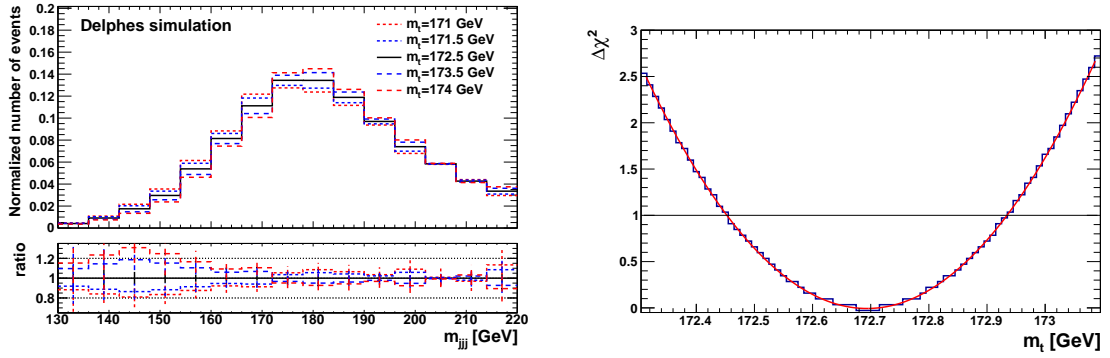 Delphes simulation
m_t=171 GeV
m_t=171.5 GeV
m_t=172.5 GeV
m_t=173.5 GeV
m_t=174 GeV
Normalized number of events
0.2
0.18
0.16
0.14
0.12
0.10
0.08
0.06
0.04
0.02
0
ratio
1.2
1
0.8
130 140 150 160 170 180 190 200 210 220
m_jjj [GeV]
Δχ²
3
2.5
2
1.5
1
0.5
0
172.4 172.5 172.6 172.7 172.8 172.9 173
m_t [GeV]